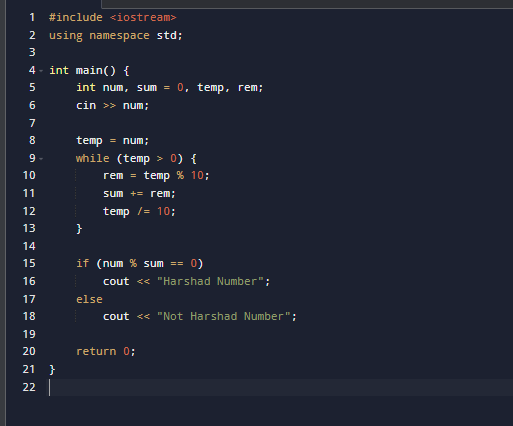 1 #include <iostream>
2 using namespace std;
3
4 int main() {
5     int num, sum = 0, temp, rem;
6     cin >> num;
7
8     temp = num;
9     while (temp > 0) {
10         rem = temp % 10;
11         sum += rem;
12         temp /= 10;
13     }
14
15     if (num % sum == 0)
16         cout << "Harshad Number";
17     else
18         cout << "Not Harshad Number";
19
20     return 0;
21 }
22